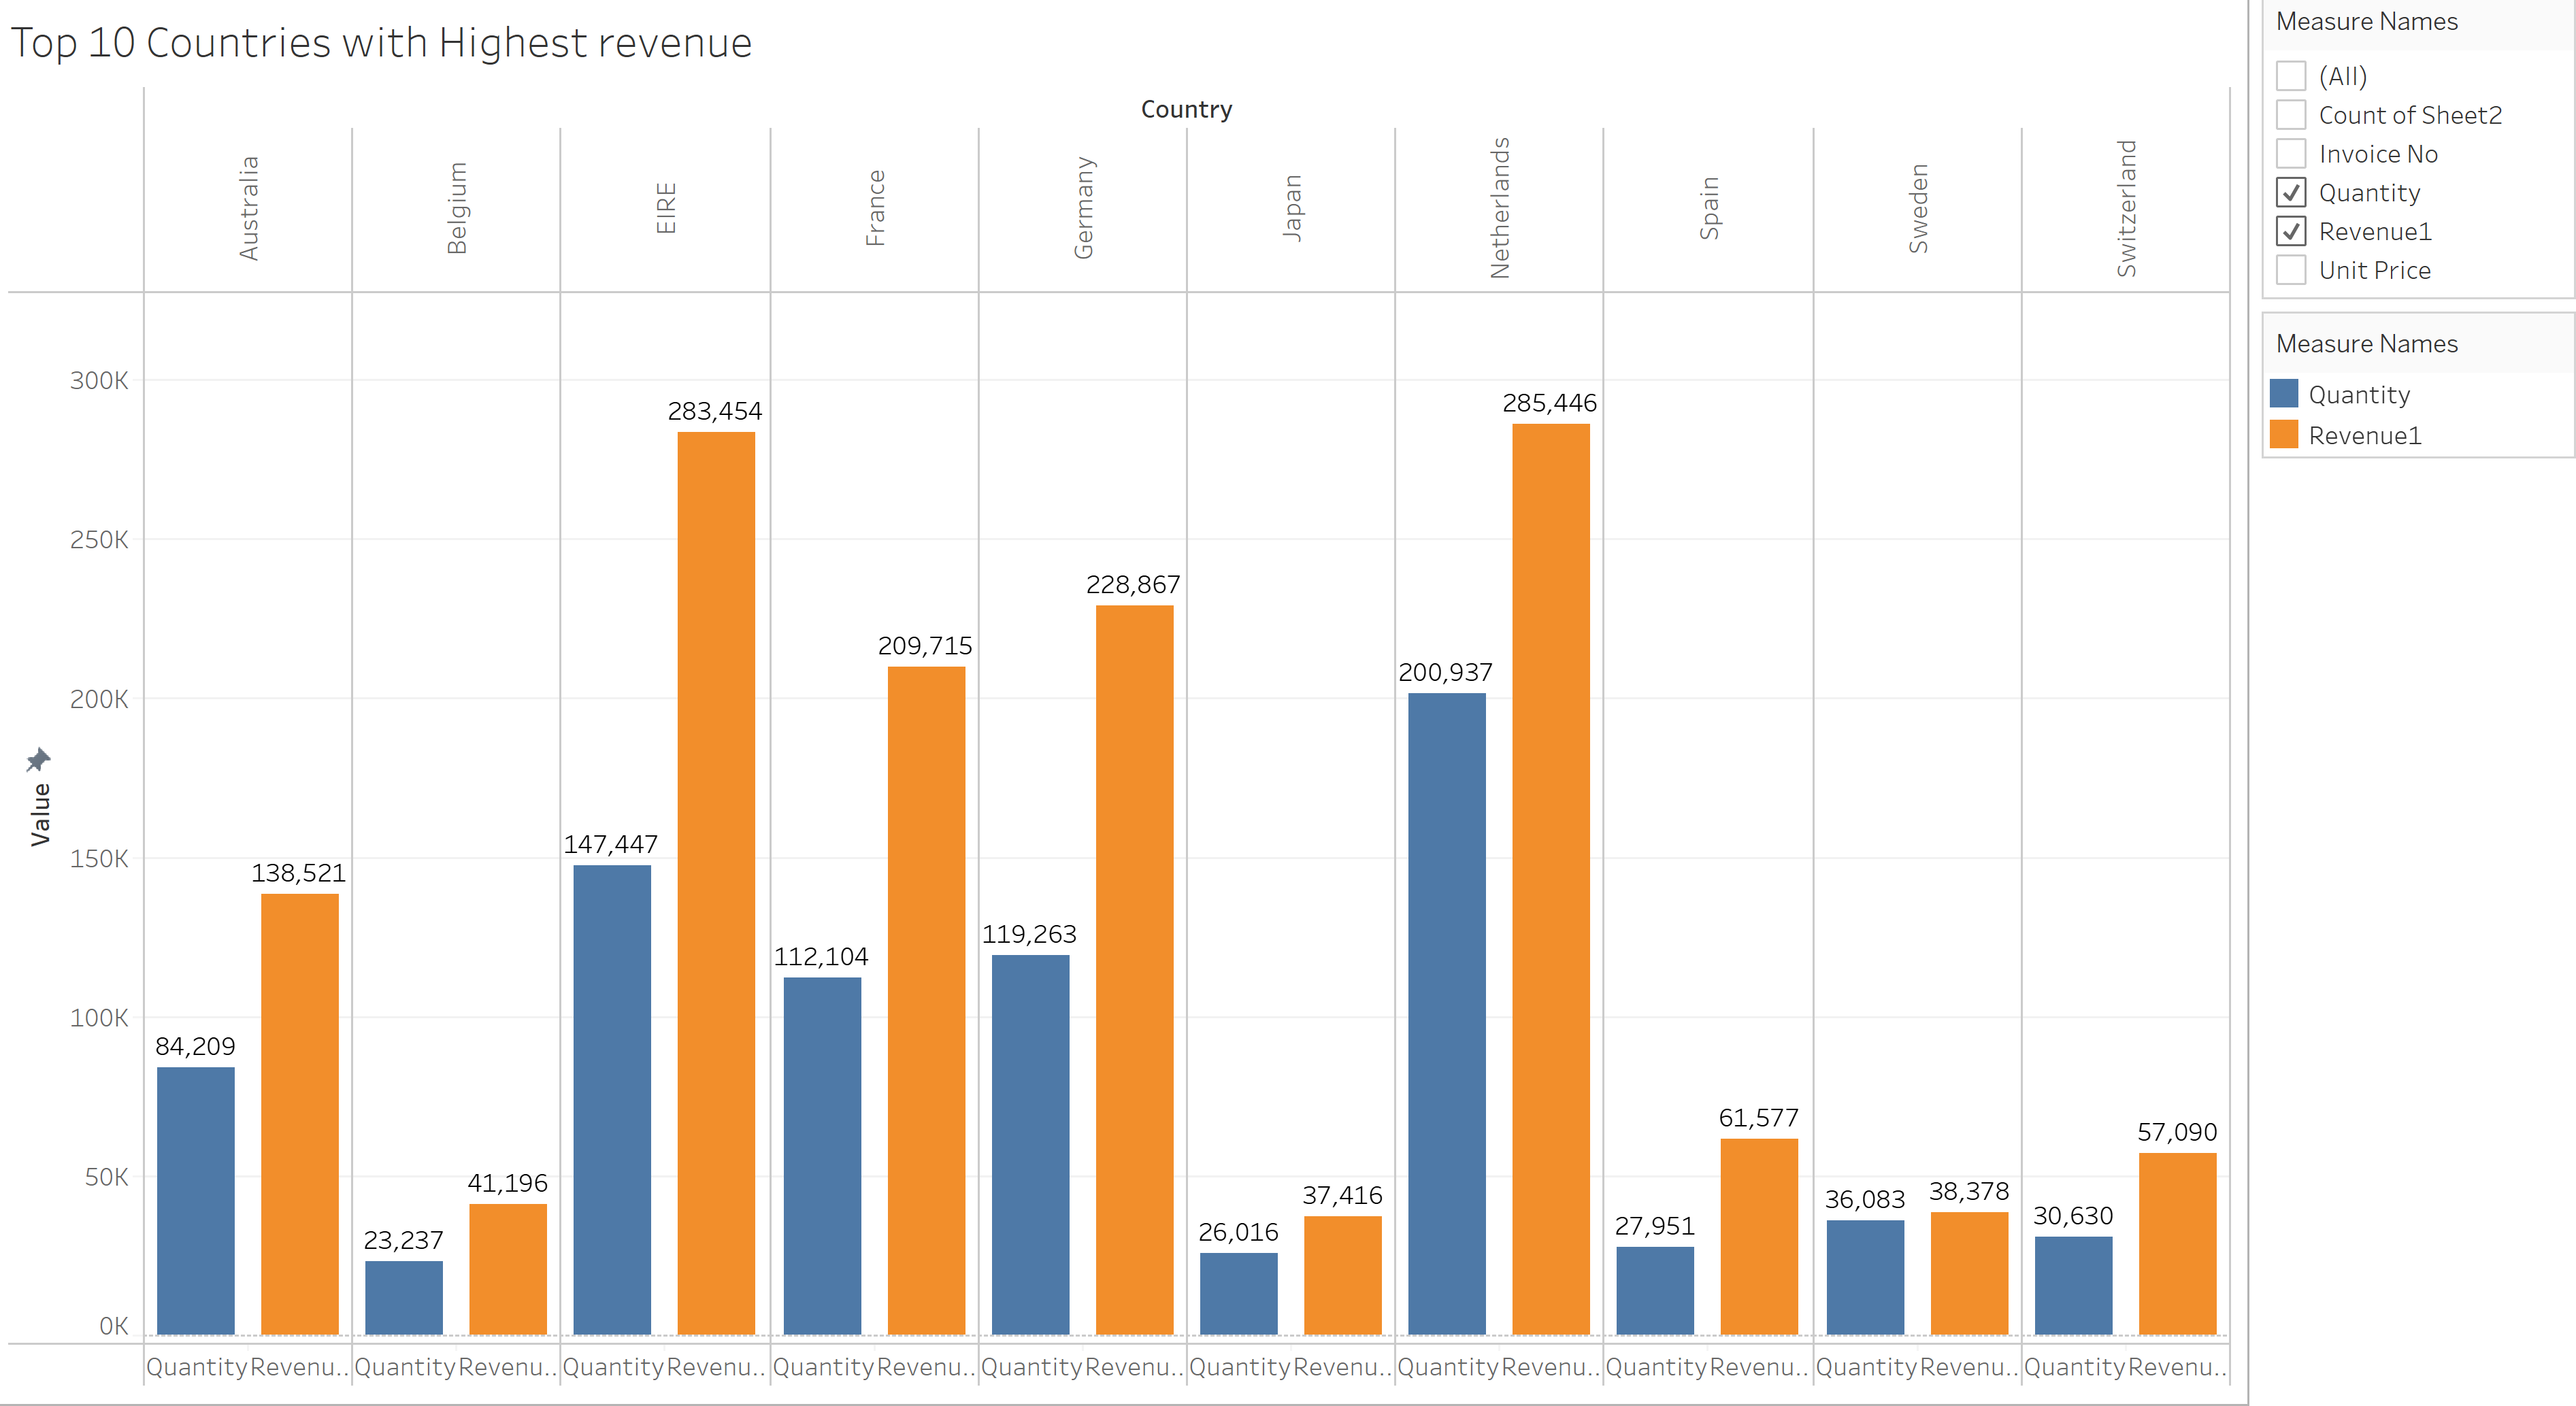 Top 10 Countries with Highest revenue
Country
Australia
Belgium
EIRE
France
Germany
Japan
Netherlands
Spain
Sweden
Switzerland
Value
300K
250K
200K
150K
100K
50K
0K
84,209
138,521
23,237
41,196
147,447
283,454
112,104
209,715
119,263
228,867
26,016
37,416
200,937
285,446
27,951
61,577
36,083
38,378
30,630
57,090
Quantity Revenu.. Quantity Revenu.. Quantity Revenu.. Quantity Revenu.. Quantity Revenu.. Quantity Revenu.. Quantity Revenu.. Quantity Revenu.. Quantity Revenu.. Quantity Revenu..
Measure Names
(All)
Count of Sheet2
Invoice No
Quantity
Revenue1
Unit Price
Measure Names
Quantity
Revenue1